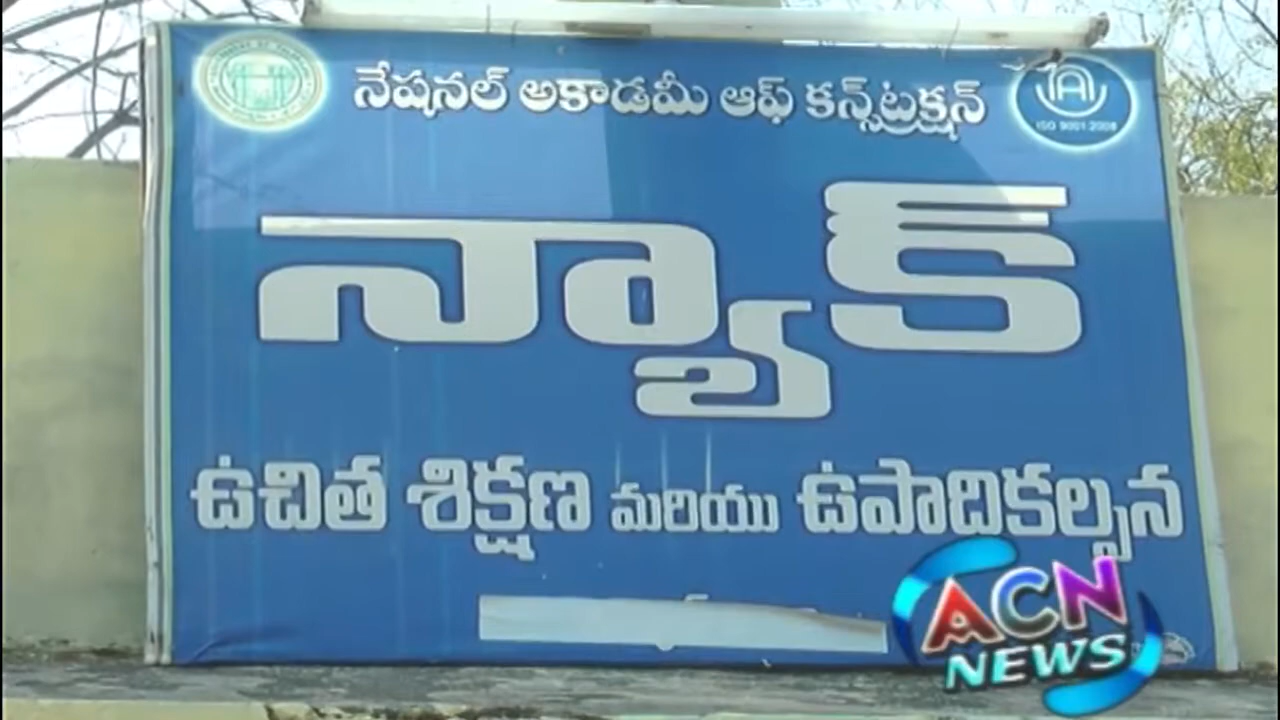 నేషనల్ అకాడమీ ఆఫ్ కన్స్ట్రక్షన్
ISO 9001:2008
న్యాక్
ఉచిత శిక్షణ మరియు ఉపాదికల్పన
ACN
NEWS